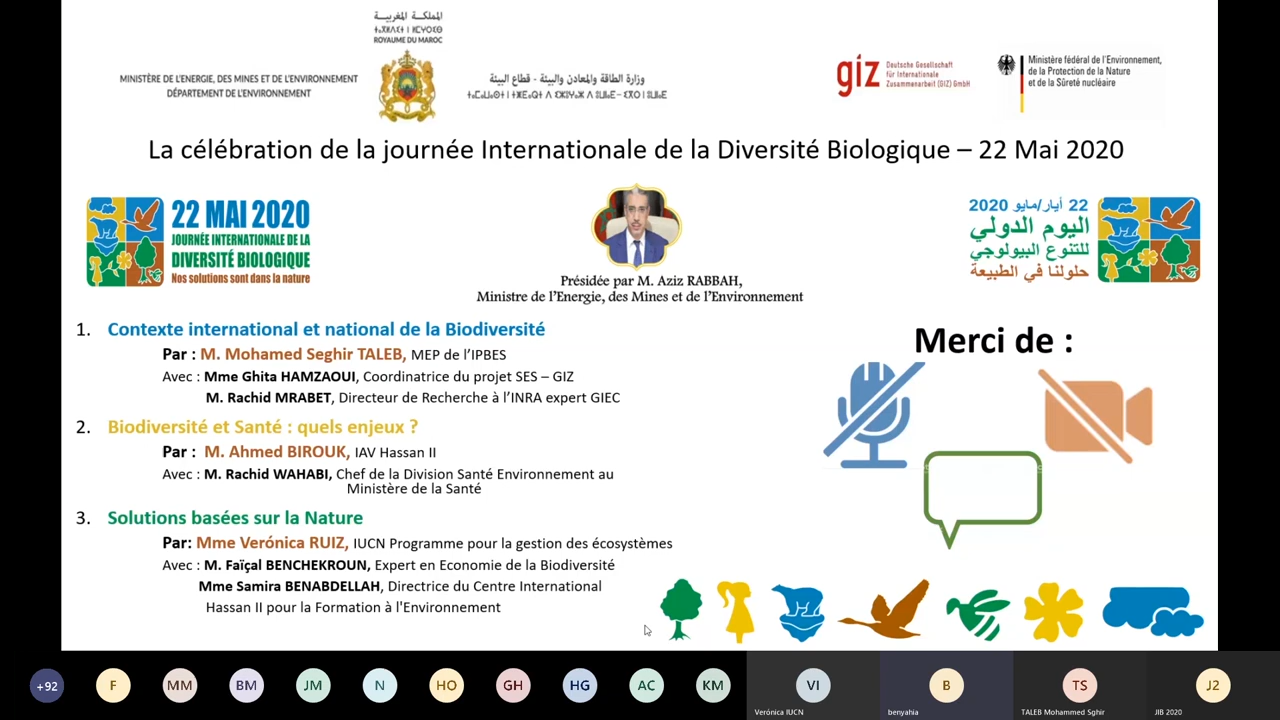 المملكة المغربية
ⵜⴰⴳⵍⴷⵉⵜ ⵏ ⵍⵎⵖⵔⵉⴱ
ROYAUME DU MAROC
MINISTÈRE DE L'ENERGIE, DES MINES ET DE L'ENVIRONNEMENT
DÉPARTEMENT DE L'ENVIRONNEMENT
وزارة الطاقة والمعادن والبيئة - قطاع البيئة
giz Deutsche Gesellschaft
für Internationale
Zusammenarbeit (GIZ) GmbH
Ministère fédéral de l'Environnement,
de la Protection de la Nature
et de la Sûreté nucléaire
La célébration de la journée Internationale de la Diversité Biologique – 22 Mai 2020
22 MAI 2020
JOURNÉE INTERNATIONALE DE LA
DIVERSITÉ BIOLOGIQUE
Nos solutions sont dans la nature
Présidée par M. Aziz RABBAH,
Ministre de l'Energie, des Mines et de l'Environnement
22 أيار/مايو 2020
اليوم الدولي
للتنوع البيولوجي
حلولنا في الطبيعة
1. Contexte international et national de la Biodiversité
Par : M. Mohamed Seghir TALEB, MEP de l'IPBES
Avec : Mme Ghita HAMZAOUI, Coordinatrice du projet SES – GIZ
M. Rachid MRABET, Directeur de Recherche à l'INRA expert GIEC
2. Biodiversité et Santé : quels enjeux ?
Par : M. Ahmed BIROUK, IAV Hassan II
Avec : M. Rachid WAHABI, Chef de la Division Santé Environnement au
Ministère de la Santé
3. Solutions basées sur la Nature
Par: Mme Verónica RUIZ, IUCN Programme pour la gestion des écosystèmes
Avec : M. Faïçal BENCHEKROUN, Expert en Economie de la Biodiversité
Mme Samira BENABDELLAH, Directrice du Centre International
Hassan II pour la Formation à l'Environnement
Merci de :
+92 F MM BM JM N HO GH HG AC KM VI B TS J2
Verónica IUCN benyahia TALEB Mohammed Sghir JIB 2020